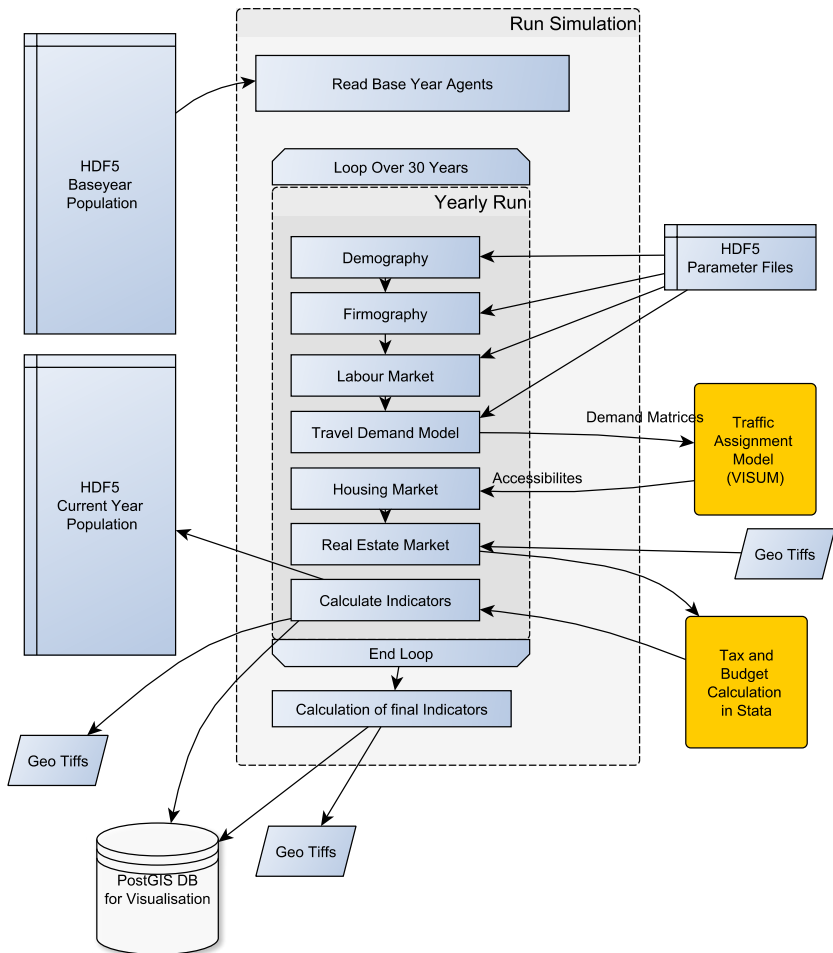 Run Simulation
Read Base Year Agents
HDF5
Baseyear
Population
Loop Over 30 Years
Yearly Run
Demography
HDF5
Parameter Files
Firmography
Labour Market
Travel Demand Model
Demand Matrices
Traffic
Assignment
Model
(VISUM)
HDF5
Current Year
Population
Housing Market
Accessibilites
Real Estate Market
Geo Tiffs
Calculate Indicators
Tax and
Budget
Calculation
in Stata
End Loop
Calculation of final Indicators
Geo Tiffs
Geo Tiffs
PostGIS DB
for Visualisation